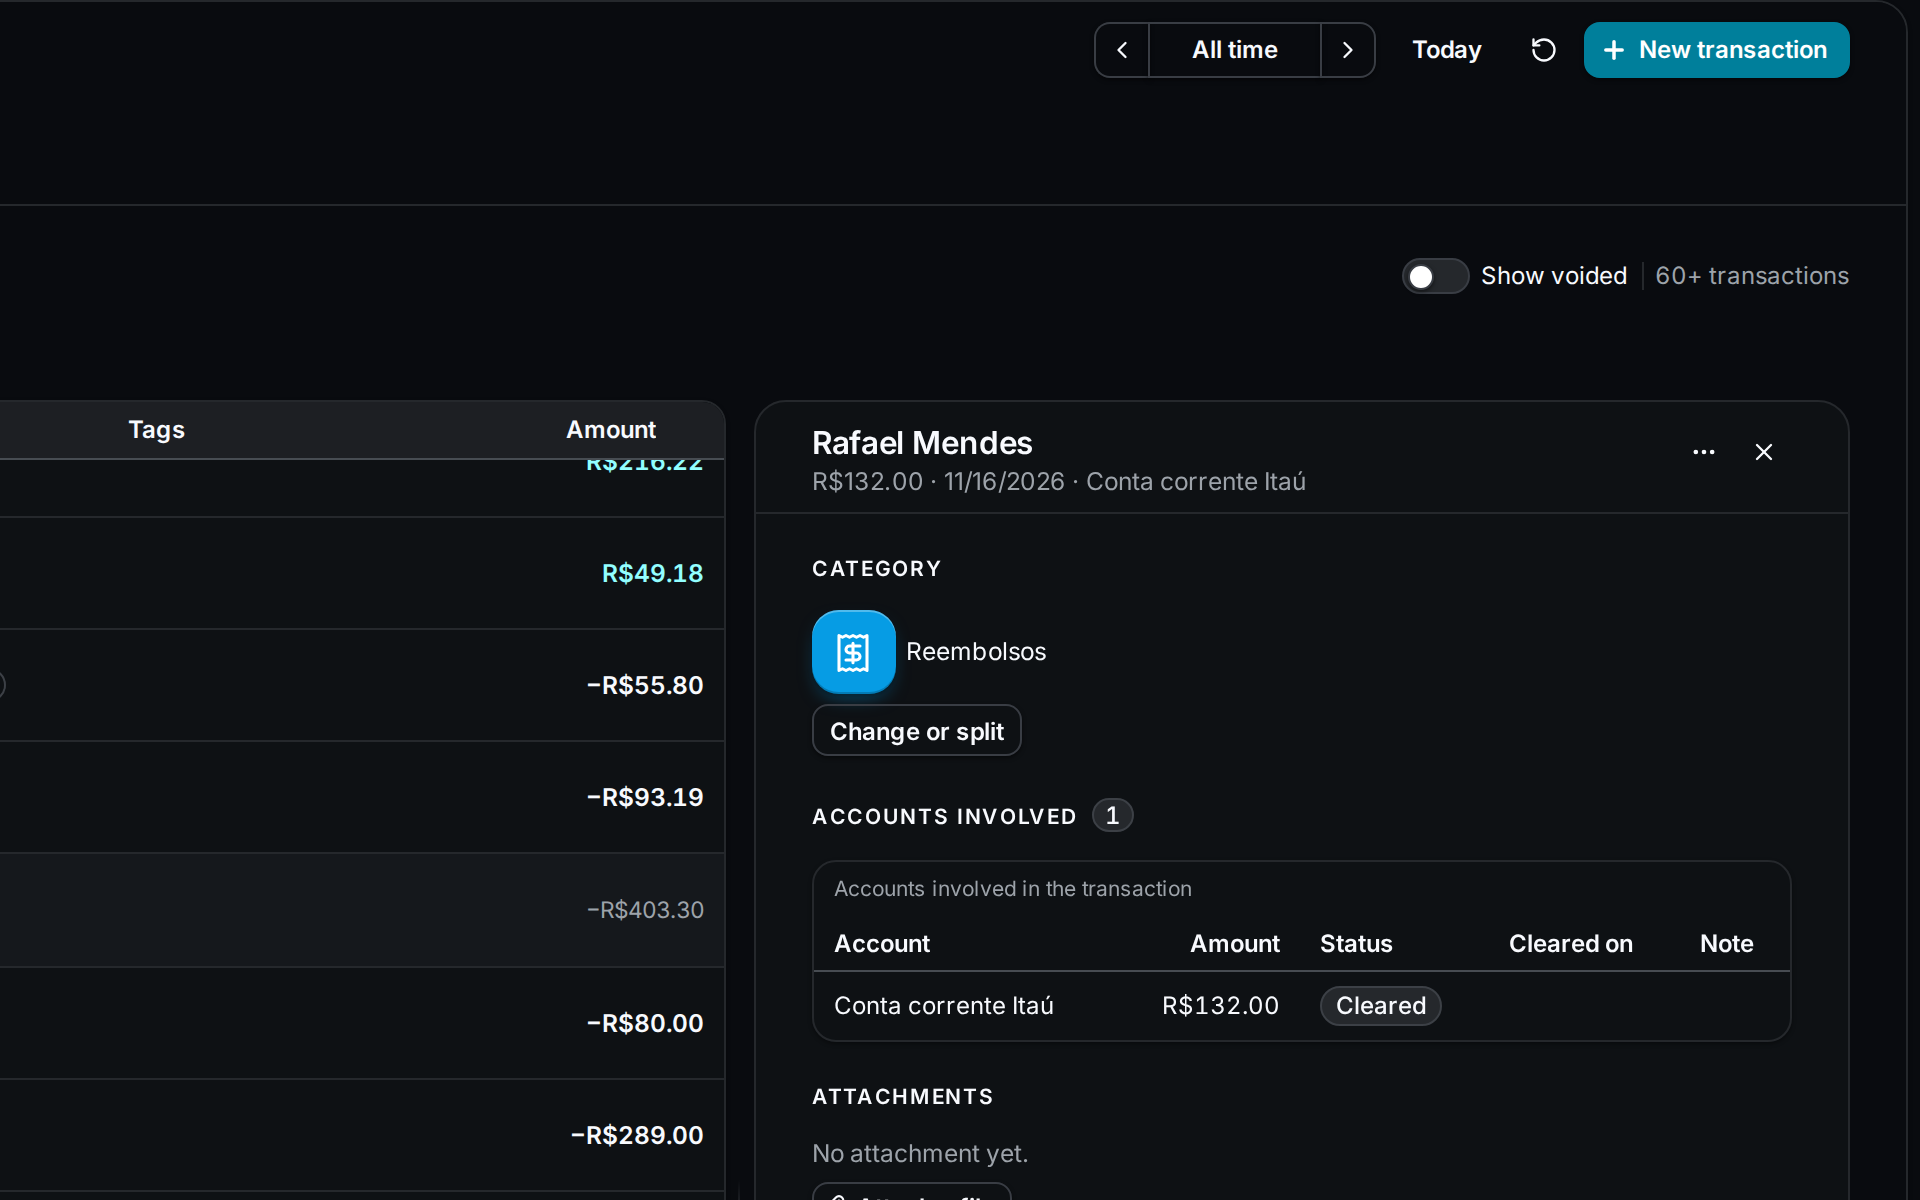 All time
Today
New transaction
Show voided
60+ transactions
Tags
Amount
R$216.22
R$49.18
−R$55.80
−R$93.19
−R$403.30
−R$80.00
−R$289.00
Rafael Mendes
R$132.00 · 11/16/2026 · Conta corrente Itaú
CATEGORY
Reembolsos
Change or split
ACCOUNTS INVOLVED 1
Accounts involved in the transaction
Account Amount Status Cleared on Note
Conta corrente Itaú R$132.00 Cleared
ATTACHMENTS
No attachment yet.